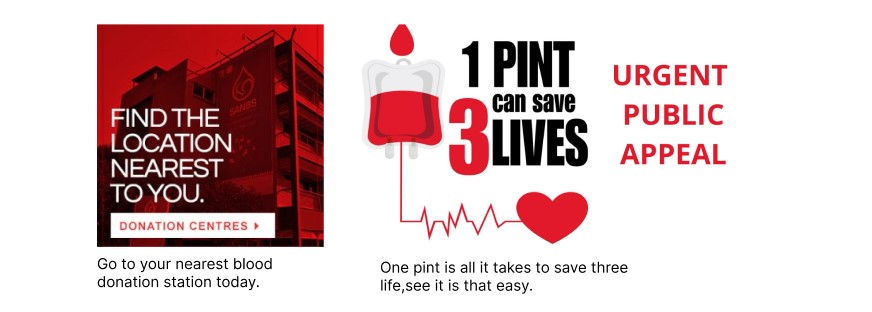 SANBS
FIND THE
LOCATION
NEAREST
TO YOU.
DONATION CENTRES
Go to your nearest blood
donation station today.
1 PINT
can save
3 LIVES
One pint is all it takes to save three
life,see it is that easy.
URGENT
PUBLIC
APPEAL